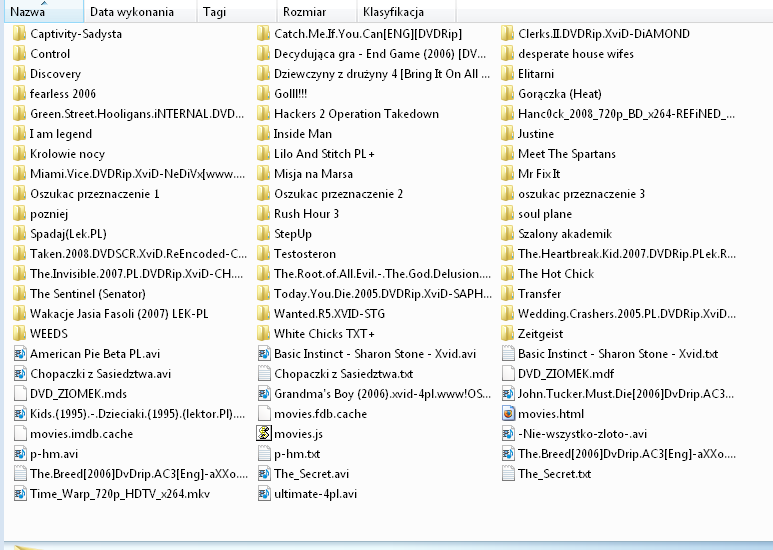 Nazwa Data wykonania Tagi Rozmiar Klasyfikacja
Captivity-Sadysta Catch.Me.If.You.Can[ENG][DVDRip] Clerks.II.DVDRip.XviD-DiAMOND
Control Decydująca gra - End Game (2006) [DV... desperate house wifes
Discovery Dziewczyny z drużyny 4 [Bring It On All ... Elitarni
fearless 2006 Golll!!! Gorączka (Heat)
Green.Street.Hooligans.iNTERNAL.DVD... Hackers 2 Operation Takedown Hanc0ck_2008_720p_BD_x264-REFiNED_...
I am legend Inside Man Justine
Krolowie nocy Lilo And Stitch PL+ Meet The Spartans
Miami.Vice.DVDRip.XviD-NeDiVx[www.... Misja na Marsa Mr Fix It
Oszukac przeznaczenie 1 Oszukac przeznaczenie 2 oszukac przeznaczenie 3
pozniej Rush Hour 3 soul plane
Spadaj(Lek.PL) StepUp Szalony akademik
Taken.2008.DVDSCR.XviD.ReEncoded-C... Testosteron The.Heartbreak.Kid.2007.DVDRip.PLek.R...
The.Invisible.2007.PL.DVDRip.XviD-CH.... The.Root.of.All.Evil.-.The.God.Delusion.... The Hot Chick
The Sentinel (Senator) Today.You.Die.2005.DVDRip.XviD-SAPH... Transfer
Wakacje Jasia Fasoli (2007) LEK-PL Wanted.R5.XVID-STG Wedding.Crashers.2005.PL.DVDRip.XviD...
WEEDS White Chicks TXT+ Zeitgeist
American Pie Beta PL.avi Basic Instinct - Sharon Stone - Xvid.avi Basic Instinct - Sharon Stone - Xvid.txt
Chopaczki z Sasiedztwa.avi Chopaczki z Sasiedztwa.txt DVD_ZIOMEK.mdf
DVD_ZIOMEK.mds Grandma's Boy (2006).xvid-4pl.www!OS... John.Tucker.Must.Die[2006]DvDrip.AC3...
Kids.(1995).-.Dzieciaki.(1995).(lektor.Pl).... movies.fdb.cache movies.html
movies.imdb.cache movies.js -Nie-wszystko-zloto-.avi
p-hm.avi p-hm.txt The.Breed[2006]DvDrip.AC3[Eng]-aXXo....
The.Breed[2006]DvDrip.AC3[Eng]-aXXo.... The_Secret.avi The_Secret.txt
Time_Warp_720p_HDTV_x264.mkv ultimate-4pl.avi